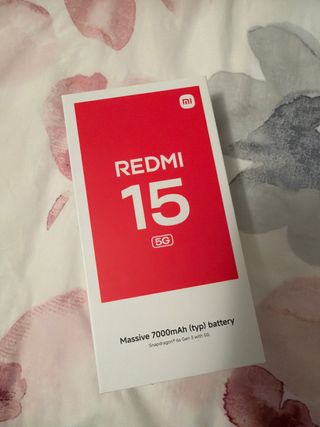 mi
REDMI
15
5G
Massive 7000mAh (typ) battery
Snapdragon® 6s Gen 3 with 5G